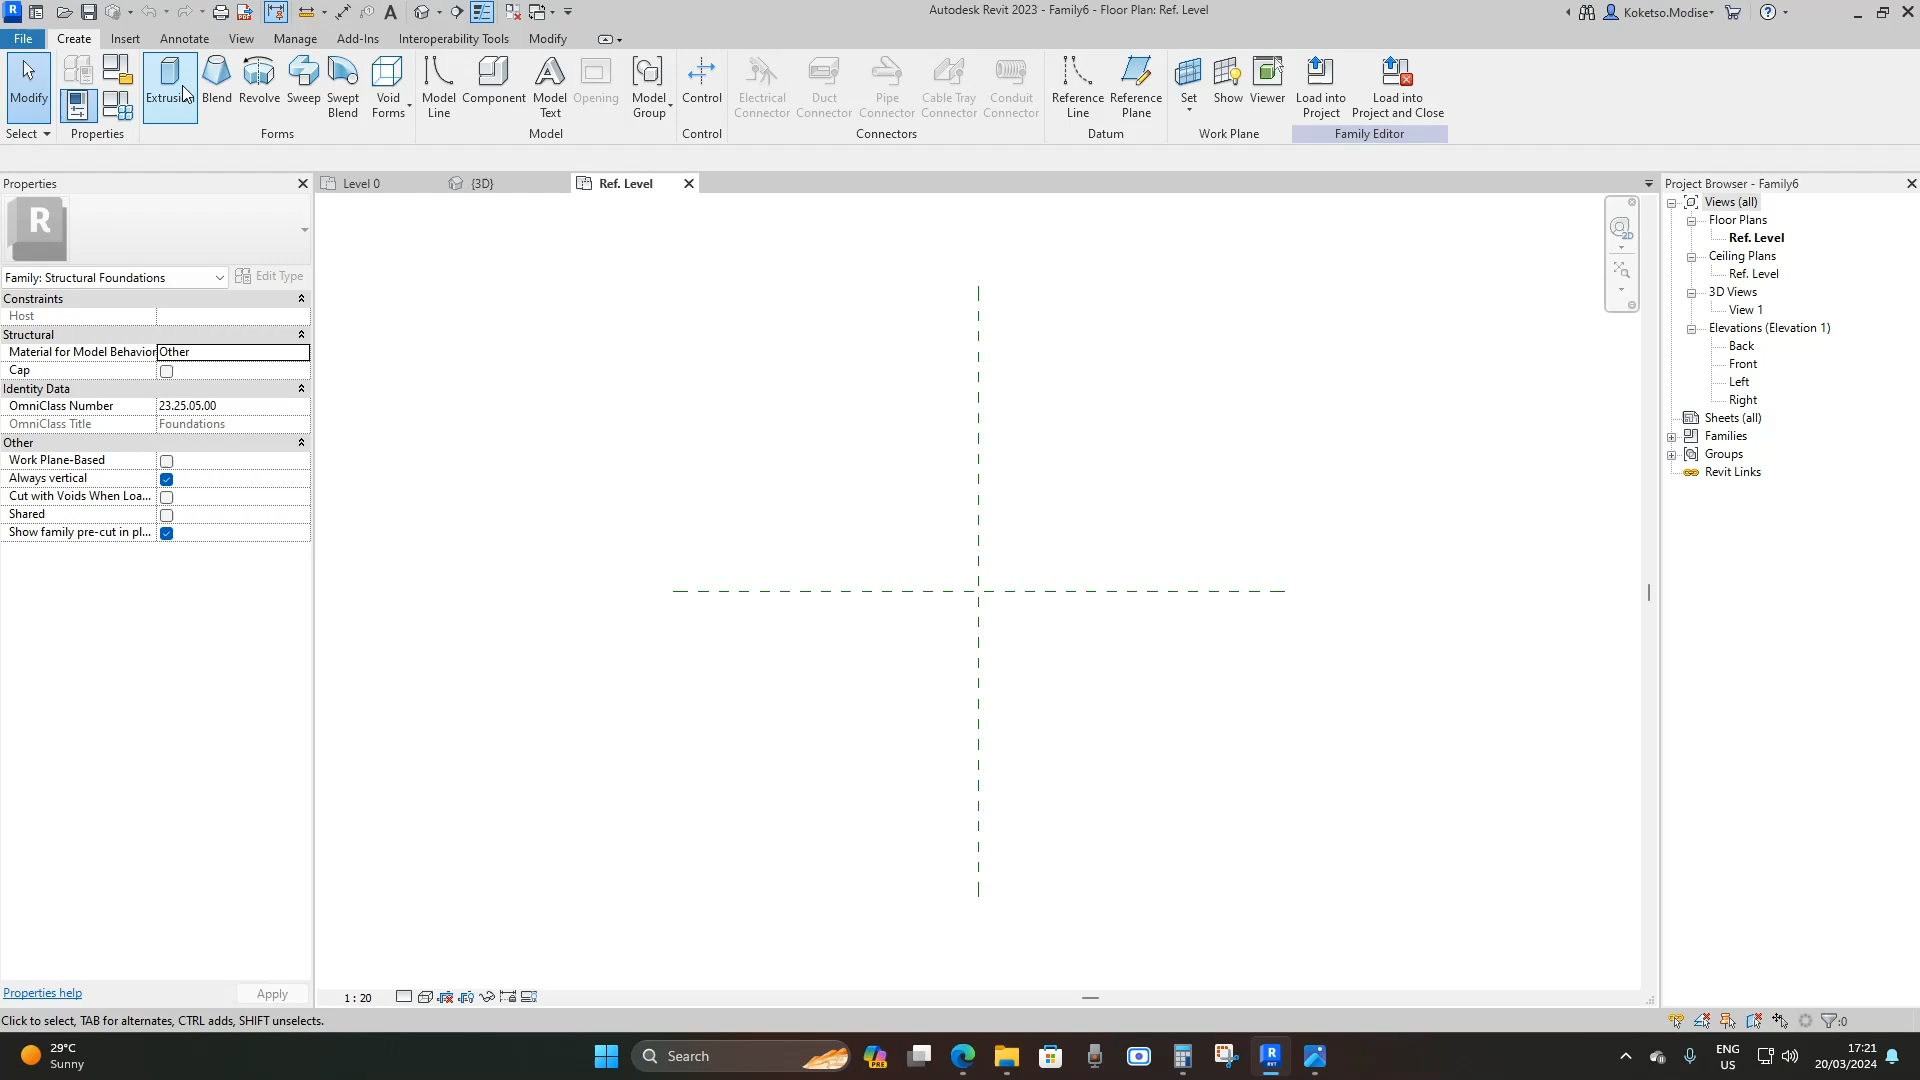 Autodesk Revit 2023 - Family6 - Floor Plan: Ref. Level
Koketso.Modise
File Create Insert Annotate View Manage Add-Ins Interoperability Tools Modify
Modify
Extrusion
Blend
Revolve
Sweep
Swept
Blend
Void
Forms
Model
Line
Component
Model
Text
Opening
Model
Group
Control
Electrical
Connector
Duct
Connector
Pipe
Connector
Cable Tray
Connector
Conduit
Connector
Reference
Line
Reference
Plane
Set
Show
Viewer
Load into
Project
Load into
Project and Close
Select
Properties
Forms
Model
Control
Connectors
Datum
Work Plane
Family Editor
Properties
Level 0
{3D}
Ref. Level
Project Browser - Family6
R
Family: Structural Foundations
Edit Type
Constraints
Host
Structural
Material for Model Behavior Other
Cap
Identity Data
OmniClass Number 23.25.05.00
OmniClass Title Foundations
Other
Work Plane-Based
Always vertical
Cut with Voids When Loa...
Shared
Show family pre-cut in pl...
Properties help
Apply
2D
Views (all)
Floor Plans
Ref. Level
Ceiling Plans
Ref. Level
3D Views
View 1
Elevations (Elevation 1)
Back
Front
Left
Right
Sheets (all)
Families
Groups
Revit Links
1 : 20
Click to select, TAB for alternates, CTRL adds, SHIFT unselects.
:0
29°C
Sunny
Search
PRE
ENG
US
17:21
20/03/2024